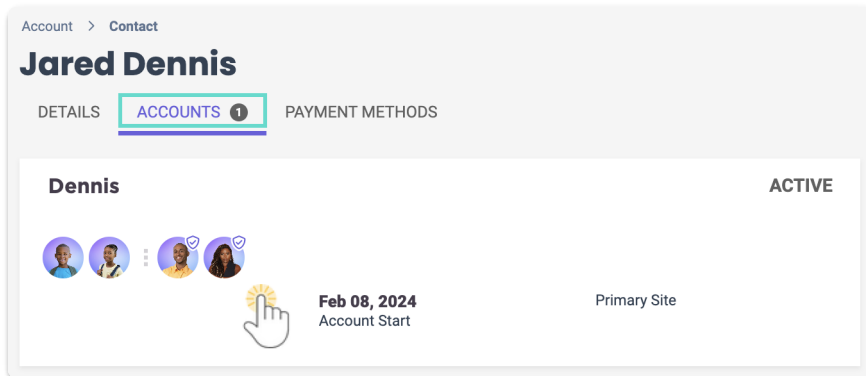 Account > Contact
Jared Dennis
DETAILS ACCOUNTS 1 PAYMENT METHODS
Dennis ACTIVE
Feb 08, 2024 Primary Site
Account Start